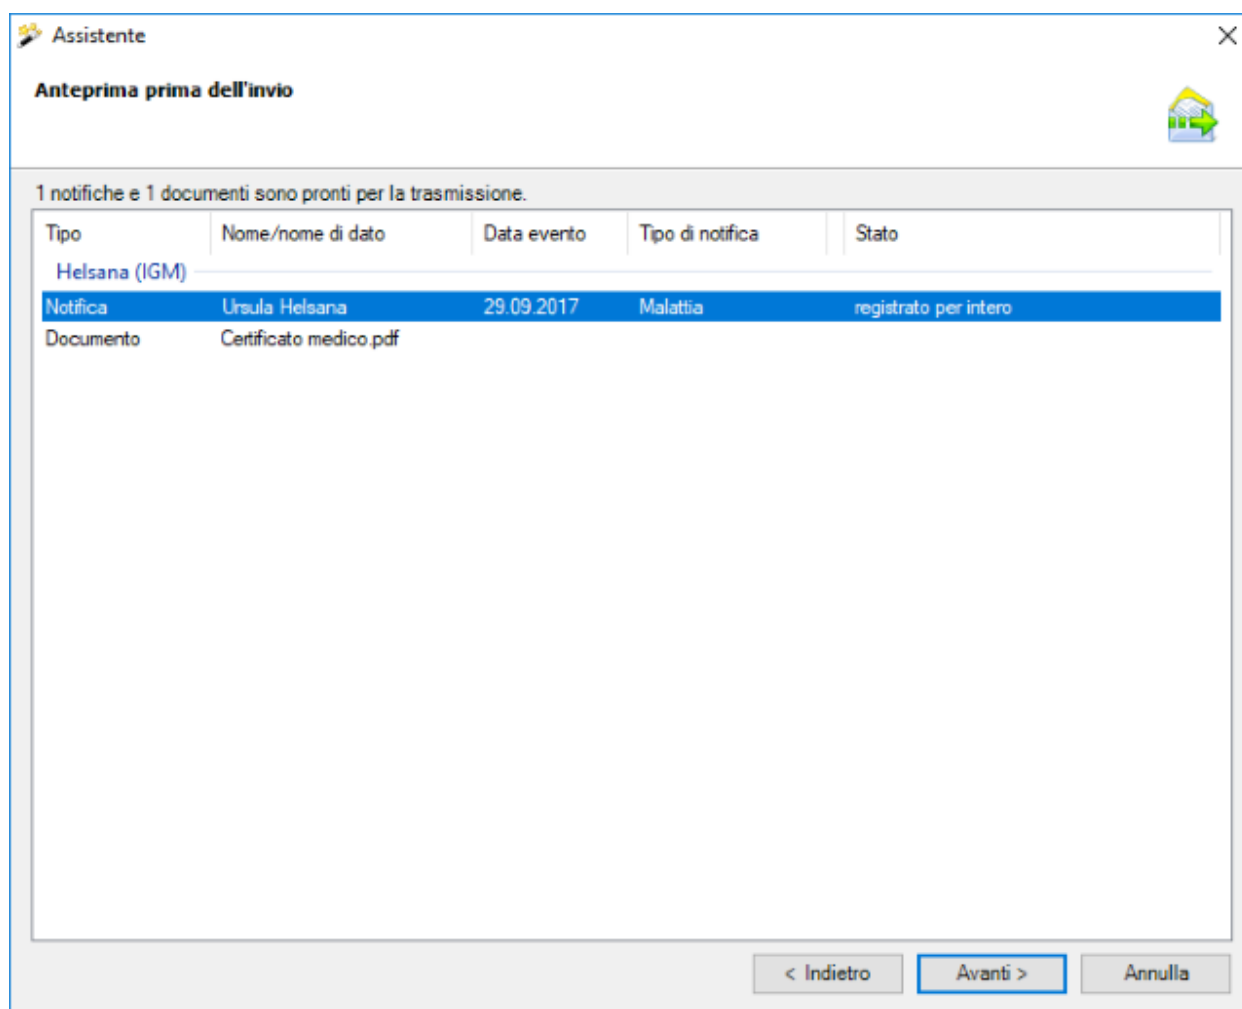 Assistente
Anteprima prima dell'invio
1 notifiche e 1 documenti sono pronti per la trasmissione.
Tipo Nome/nome di dato Data evento Tipo di notifica Stato
Helsana (IGM)
Notifica Ursula Helsana 29.09.2017 Malattia registrato per intero
Documento Certificato medico.pdf
< Indietro Avanti > Annulla